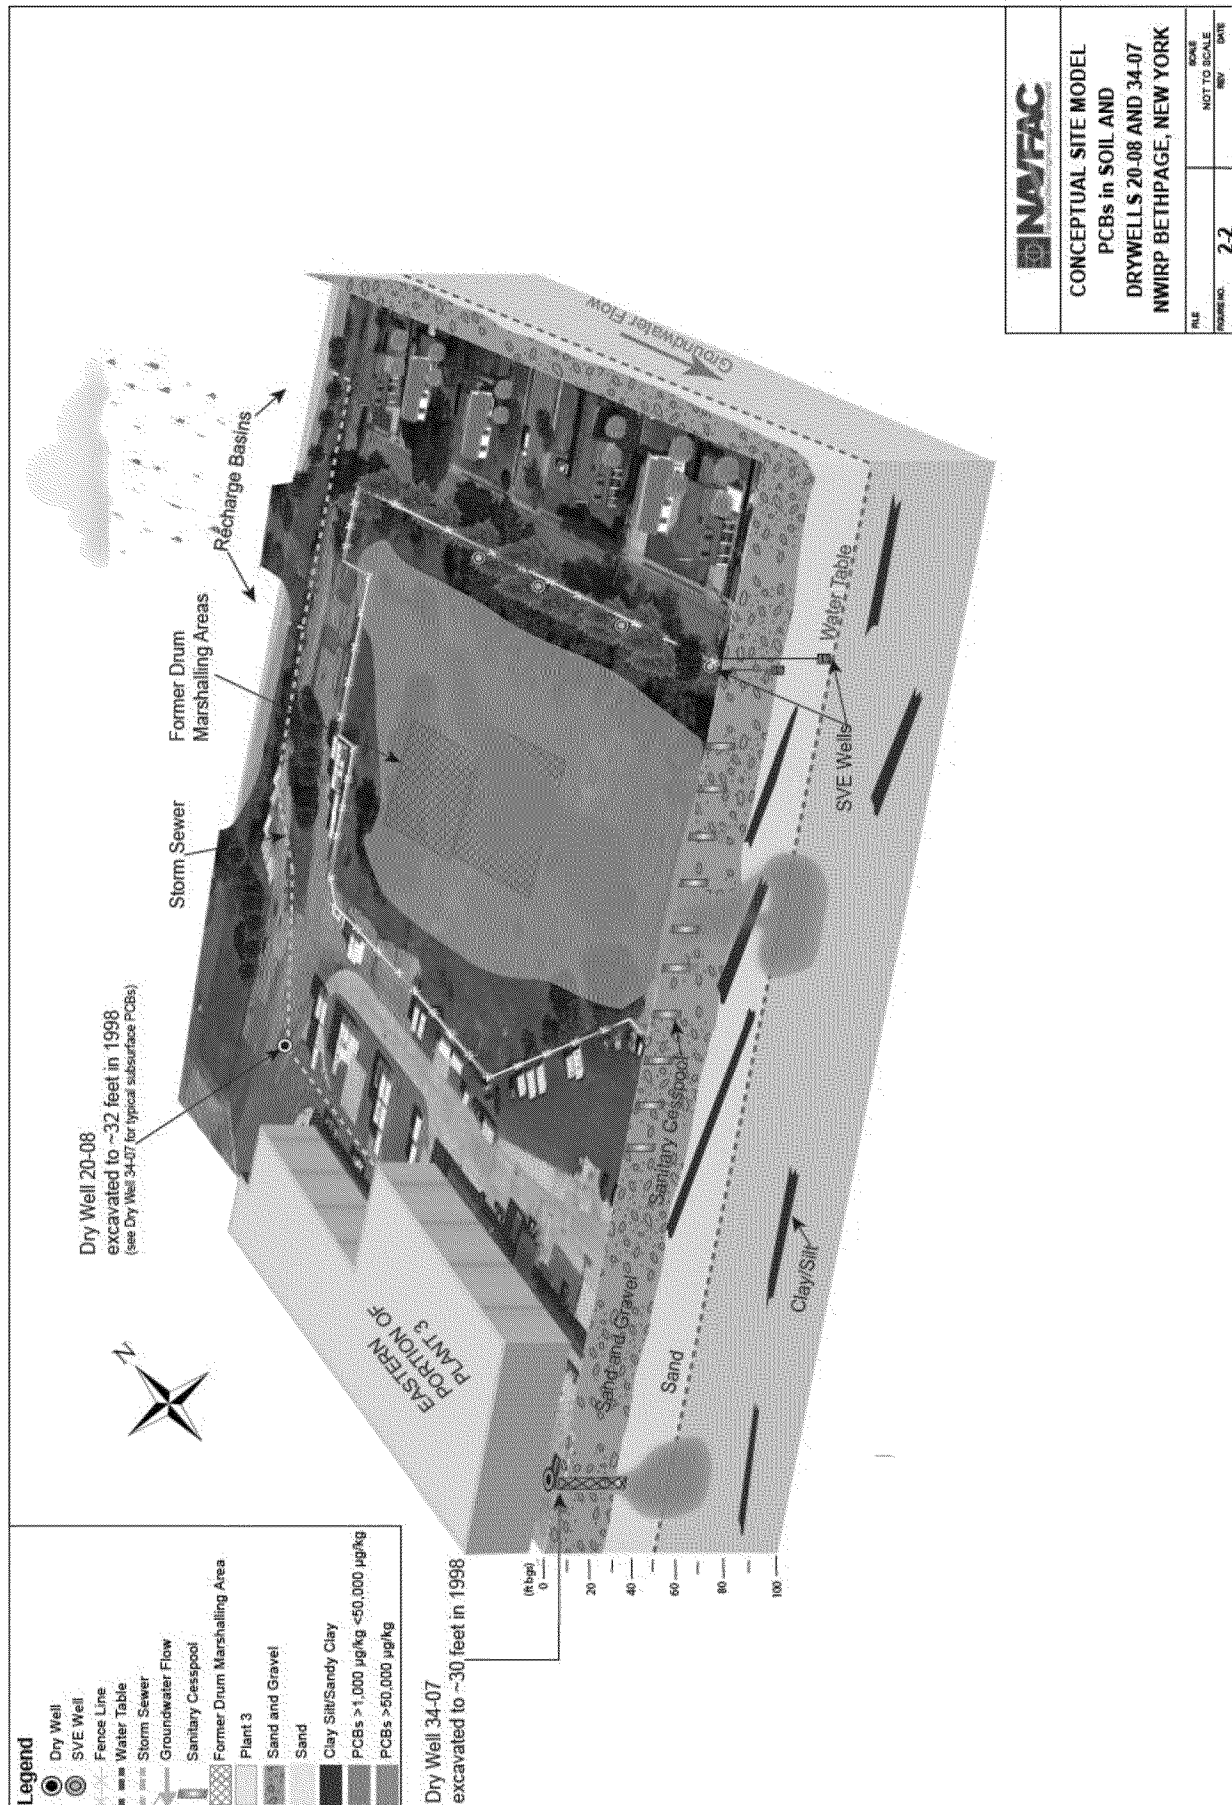 Legend
Dry Well
SVE Well
Fence Line
Water Table
Storm Sewer
Groundwater Flow
Sanitary Cesspool
Former Drum Marshalling Area
Plant 3
Sand and Gravel
Sand
Clay Silt/Sandy Clay
PCBs >1,000 µg/kg <50,000 µg/kg
PCBs >50,000 µg/kg
N
Dry Well 20-08
excavated to ~32 feet in 1998
(see Dry Well 34-07 for typical subsurface PCBs)
Storm Sewer
Former Drum
Marshalling Areas
Recharge Basins
EASTERN
PORTION OF
PLANT 3
Groundwater Flow
Dry Well 34-07
excavated to ~30 feet in 1998
(ft bgs)
0
20
40
60
80
100
Sand and Gravel
Sanitary Cesspool
Sand
Clay/Silt
SVE Wells
Water Table
NAVFAC
CONCEPTUAL SITE MODEL
PCBs in SOIL AND
DRYWELLS 20-08 AND 34-07
NWIRP BETHPAGE, NEW YORK
FILE
SCALE
NOT TO SCALE
FIGURE NO.
2-2
REV
DATE